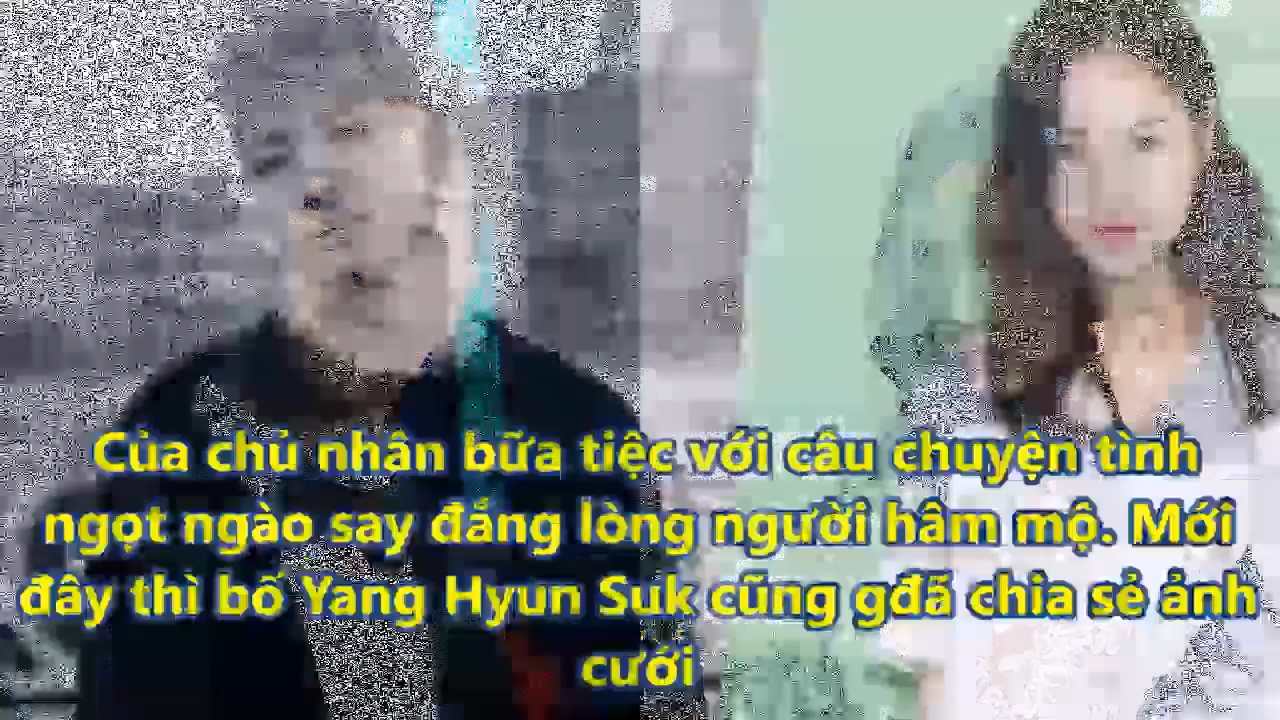 Của chủ nhân bữa tiệc với câu chuyện tình
ngọt ngào say đắng lòng người hâm mộ. Mới
đây thì bố Yang Hyun Suk cũng gđã chia sẻ ảnh
cưới